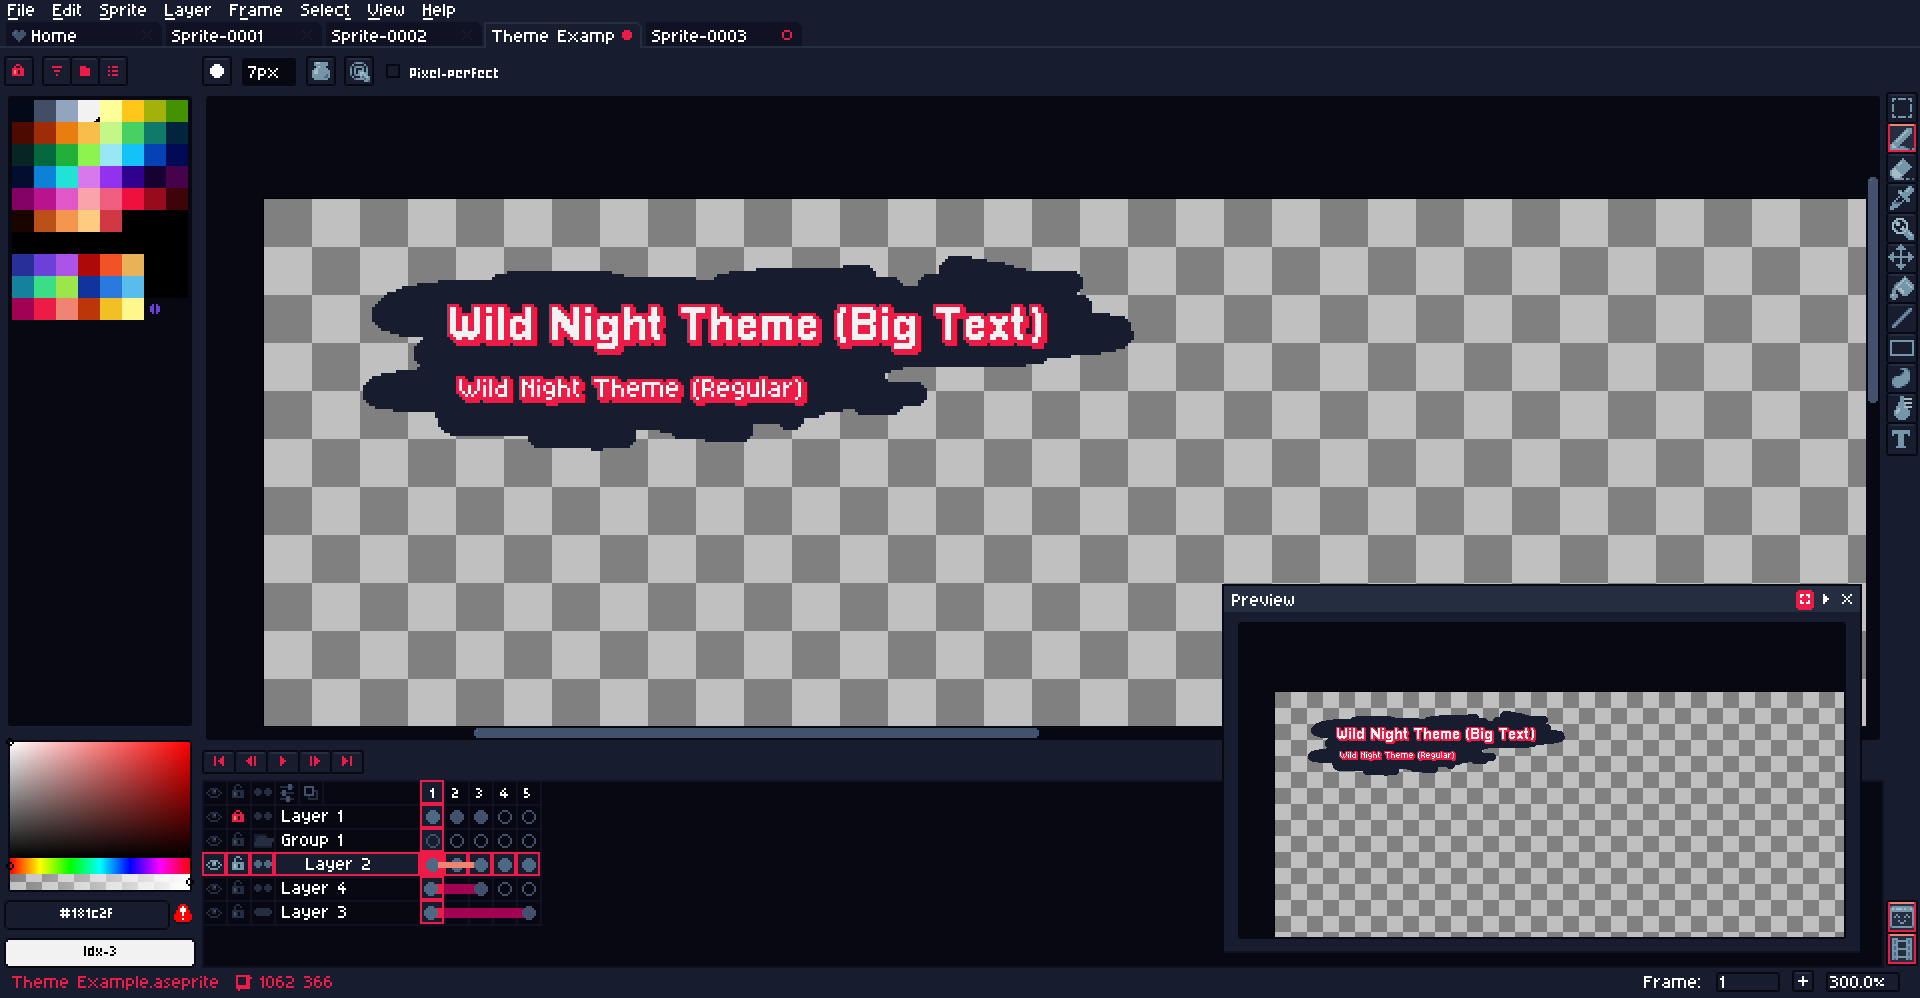 File Edit Sprite Layer Frame Select View Help
Home Sprite-0001 Sprite-0002 Theme Examp Sprite-0003
7px Pixel-perfect
Wild Night Theme (Big Text)
Wild Night Theme (Regular)
Preview
Wild Night Theme (Big Text)
Wild Night Theme (Regular)
1 2 3 4 5
Layer 1
Group 1
Layer 2
Layer 4
Layer 3
#181c2f
Idx-3
Theme Example.aseprite 1062 366 Frame: 1 + 300.0%